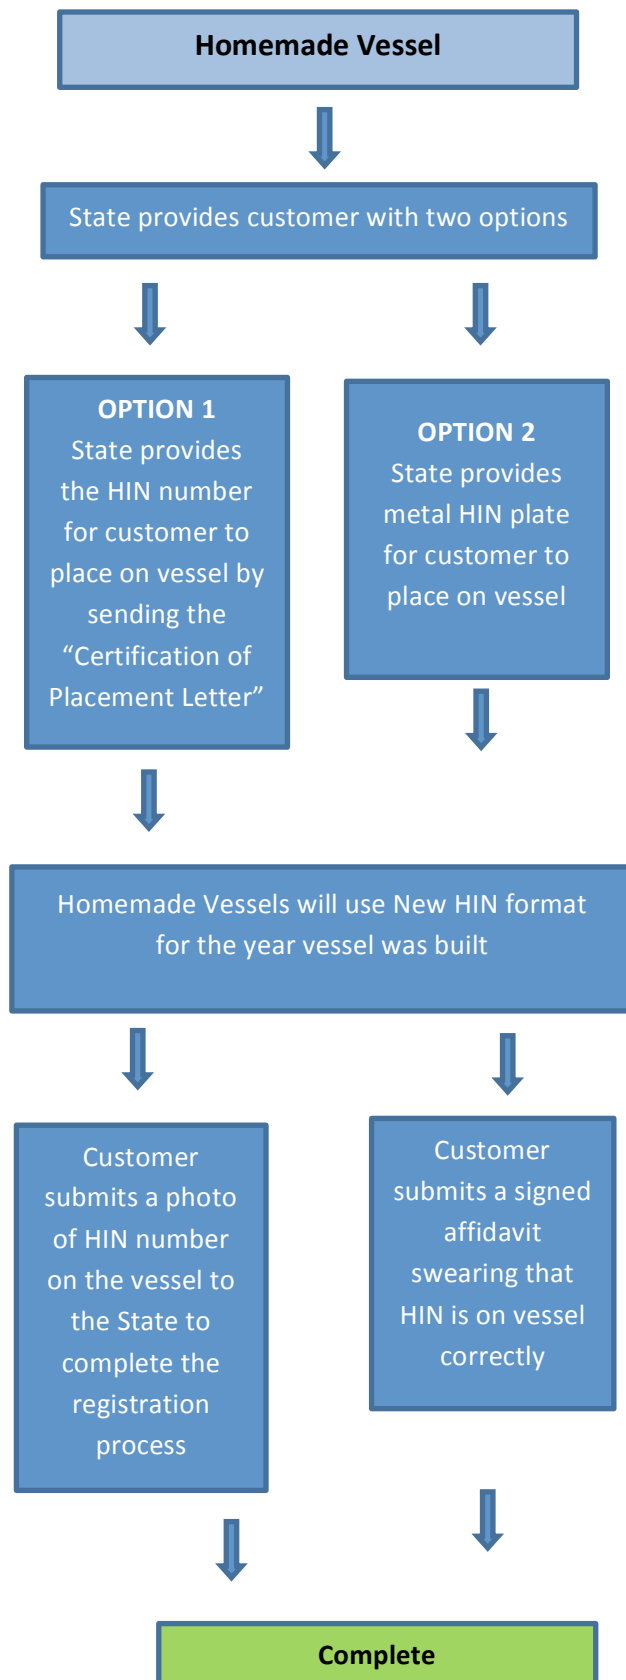 Homemade Vessel
State provides customer with two options
OPTION 1
State provides
the HIN number
for customer to
place on vessel by
sending the
“Certification of
Placement Letter”
OPTION 2
State provides
metal HIN plate
for customer to
place on vessel
Homemade Vessels will use New HIN format
for the year vessel was built
Customer
submits a photo
of HIN number
on the vessel to
the State to
complete the
registration
process
Customer
submits a signed
affidavit
swearing that
HIN is on vessel
correctly
Complete